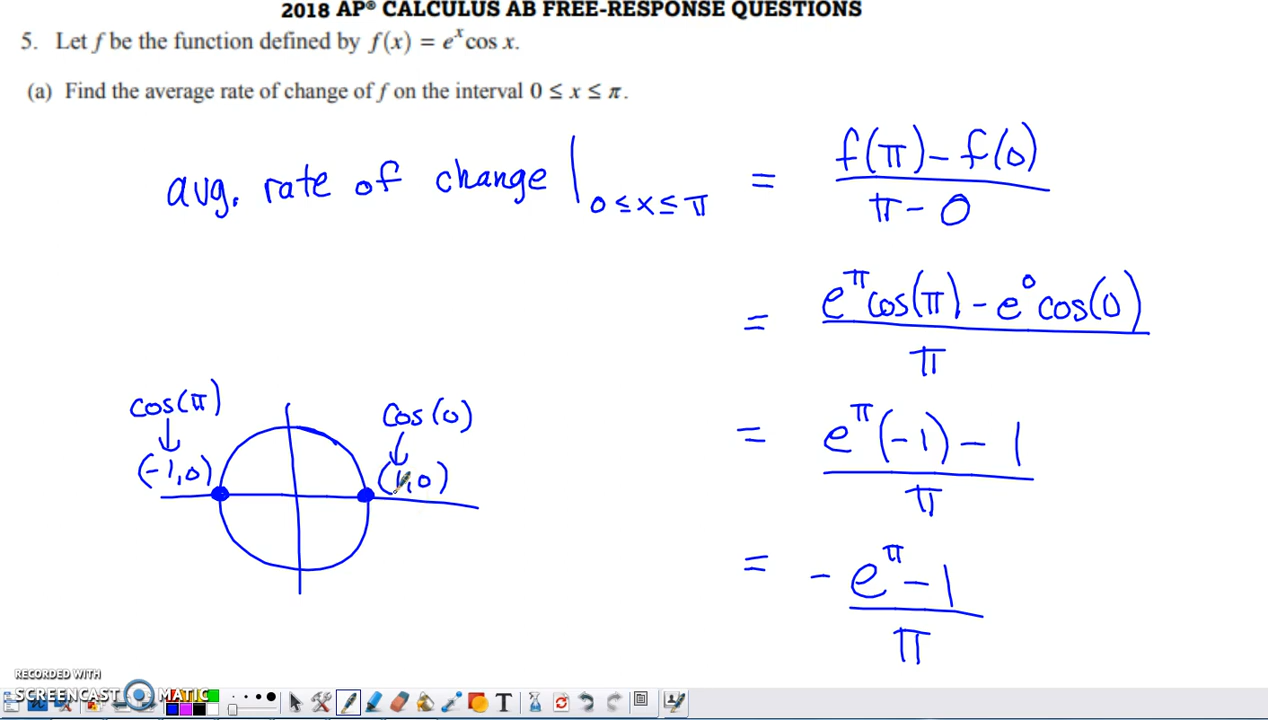 2018 AP® CALCULUS AB FREE-RESPONSE QUESTIONS
5. Let f be the function defined by f(x) = eˣ cos x.
(a) Find the average rate of change of f on the interval 0 ≤ x ≤ π.
avg. rate of change |0≤x≤π = (f(π) – f(0))/(π – 0)
= (e^π cos(π) – e^0 cos(0))/π
cos(π) cos(0)
(-1,0) (1,0)
= (e^π (-1) – 1)/π
= (-e^π – 1)/π
RECORDED WITH
SCREENCAST MATIC
T